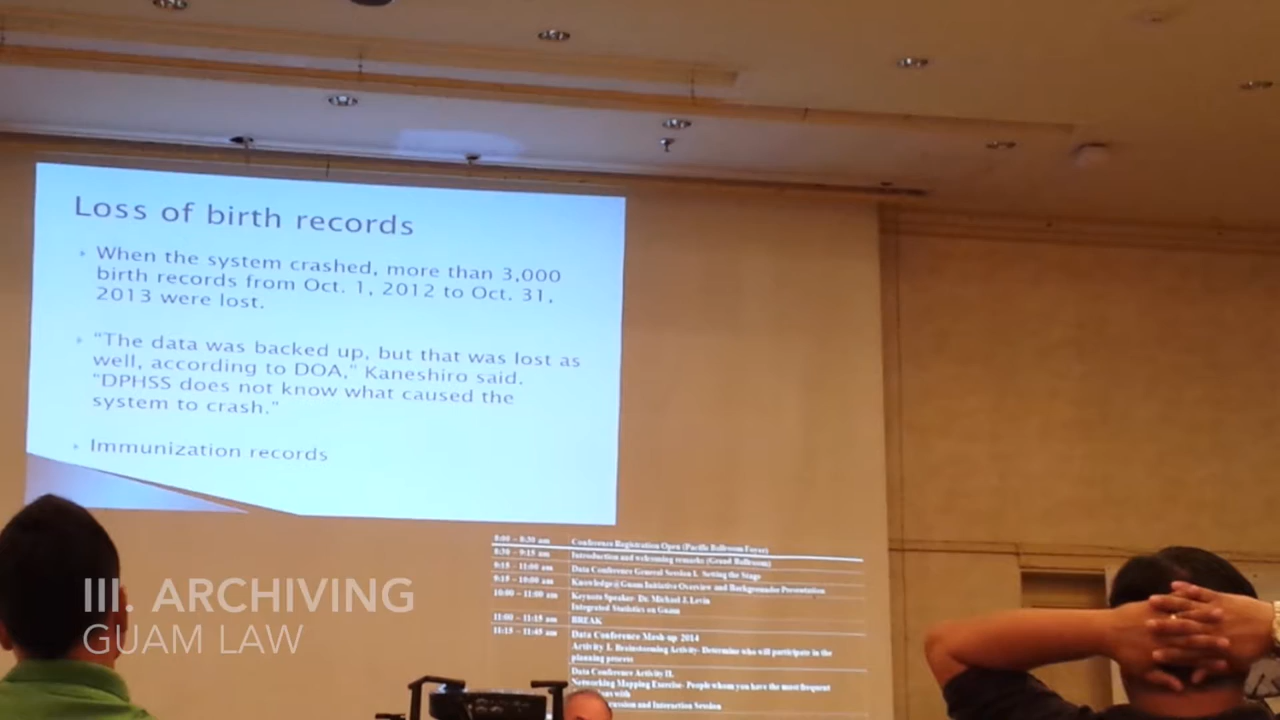 Loss of birth records
When the system crashed, more than 3,000
birth records from Oct. 1, 2012 to Oct. 31,
2013 were lost.
"The data was backed up, but that was lost as
well, according to DOA," Kaneshiro said.
"DPHSS does not know what caused the
system to crash."
Immunization records
8:00 - 8:30 am Conference Registration Open (Pacific Ballroom Foyer)
8:30 - 9:15 am Introduction and welcoming remarks (Grand Ballroom)
9:15 - 11:00 am Data Conference General Session I. Setting the Stage
9:15 - 10:00 am Knowledge@Guam Initiative Overview and Backgrounder Presentation
10:00 - 11:00 am Keynote Speaker- Dr. Michael J. Levin
Integrated Statistics on Guam
11:00 - 11:15 am BREAK
11:15 - 11:45 am Data Conference Mash-up 2014
Activity I. Brainstorming Activity- Determine who will participate in the
planning process
Data Conference Activity II.
Networking Mapping Exercise- People whom you have the most frequent
with
and Interaction Session
III. ARCHIVING
GUAM LAW